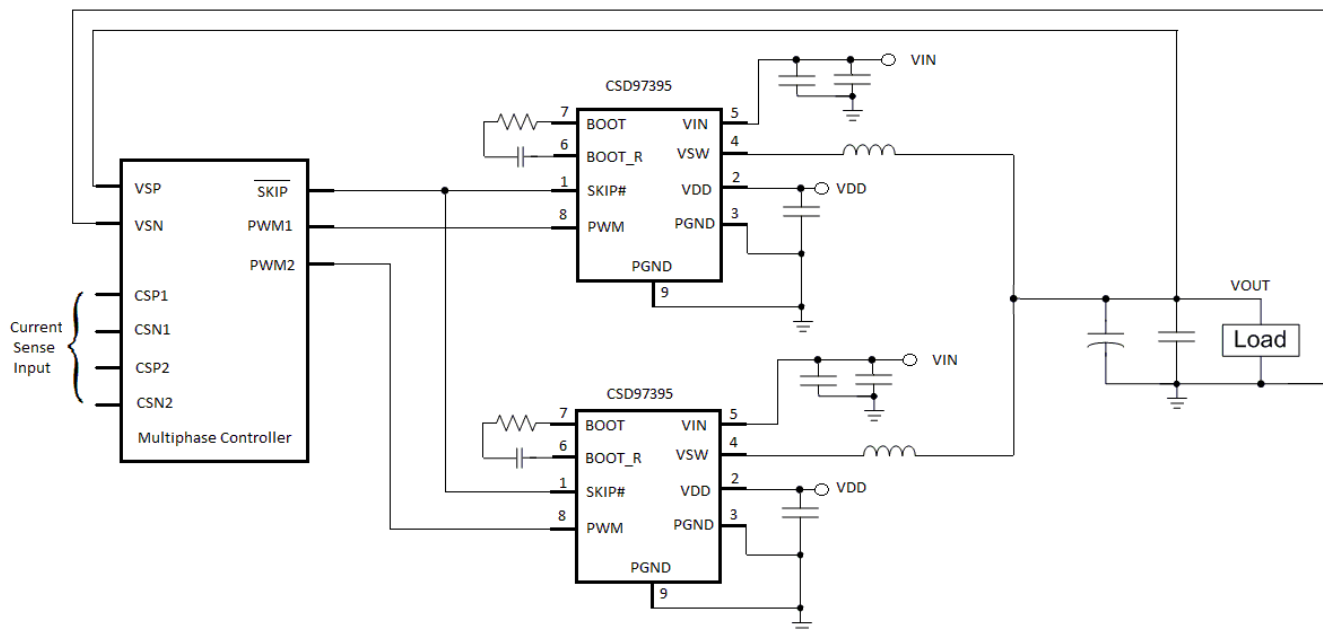 VSP
VSN
CSP1
CSN1
CSP2
CSN2
SKIP
PWM1
PWM2
Multiphase Controller
Current
Sense
Input
CSD97395
7
BOOT
6
BOOT_R
1
SKIP#
8
PWM
5
VIN
4
VSW
2
VDD
3
PGND
PGND
9
VIN
VDD
CSD97395
7
BOOT
6
BOOT_R
1
SKIP#
8
PWM
5
VIN
4
VSW
2
VDD
3
PGND
PGND
9
VIN
VDD
VOUT
Load